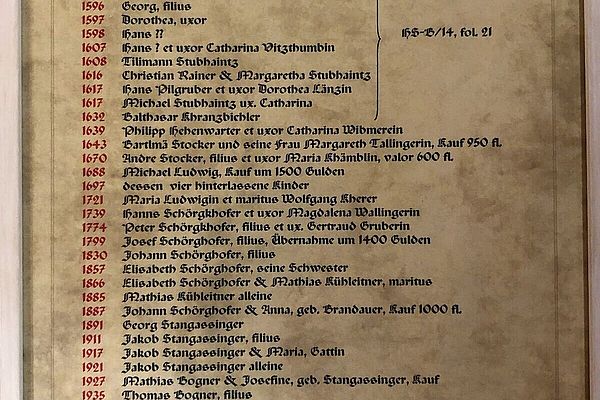 1596 Georg, filius
1597 Dorothea, uxor
1598 Hans ?? HS-B/14, fol. 21
1607 Hans ? et uxor Catharina Vitzthumbin
1608 Tilimann Stubhaintz
1616 Christian Rainer & Margaretha Stubhaintz
1617 Hans Pilgruber et uxor Dorothea Länzin
1617 Michael Stubhaintz ux. Catharina
1632 Balthasar Khranzbichler
1639 Philipp Hehenwarter et uxor Catharina Wibmerein
1643 Bartlmä Stocker und seine Frau Margareth Tallingerin, Kauf 950 fl.
1670 Andre Stocker, filius et uxor Maria Khämblin, valor 600 fl.
1688 Michael Ludwig, Kauf um 1500 Gulden
1697 dessen vier hinterlassene Kinder
1721 Maria Ludwigin et maritus Wolfgang Kherer
1739 Hanns Schörgkhofer et uxor Magdalena Wallingerin
1774 Peter Schörgkhofer, filius et ux. Gertraud Gruberin
1799 Josef Schörghofer, filius, Übernahme um 1400 Gulden
1830 Johann Schörghofer, filius
1857 Elisabeth Schörghofer, seine Schwester
1866 Elisabeth Schörghofer & Mathias Kühleitner, maritus
1885 Mathias Kühleitner alleine
1887 Johann Schörghofer & Anna, geb. Brandauer, Kauf 1000 fl.
1891 Georg Stangassinger
1911 Jakob Stangassinger, filius
1917 Jakob Stangassinger & Maria, Gattin
1921 Jakob Stangassinger alleine
1927 Mathias Bogner & Josefine, geb. Stangassinger, Kauf
1935 Thomas Bogner, filius